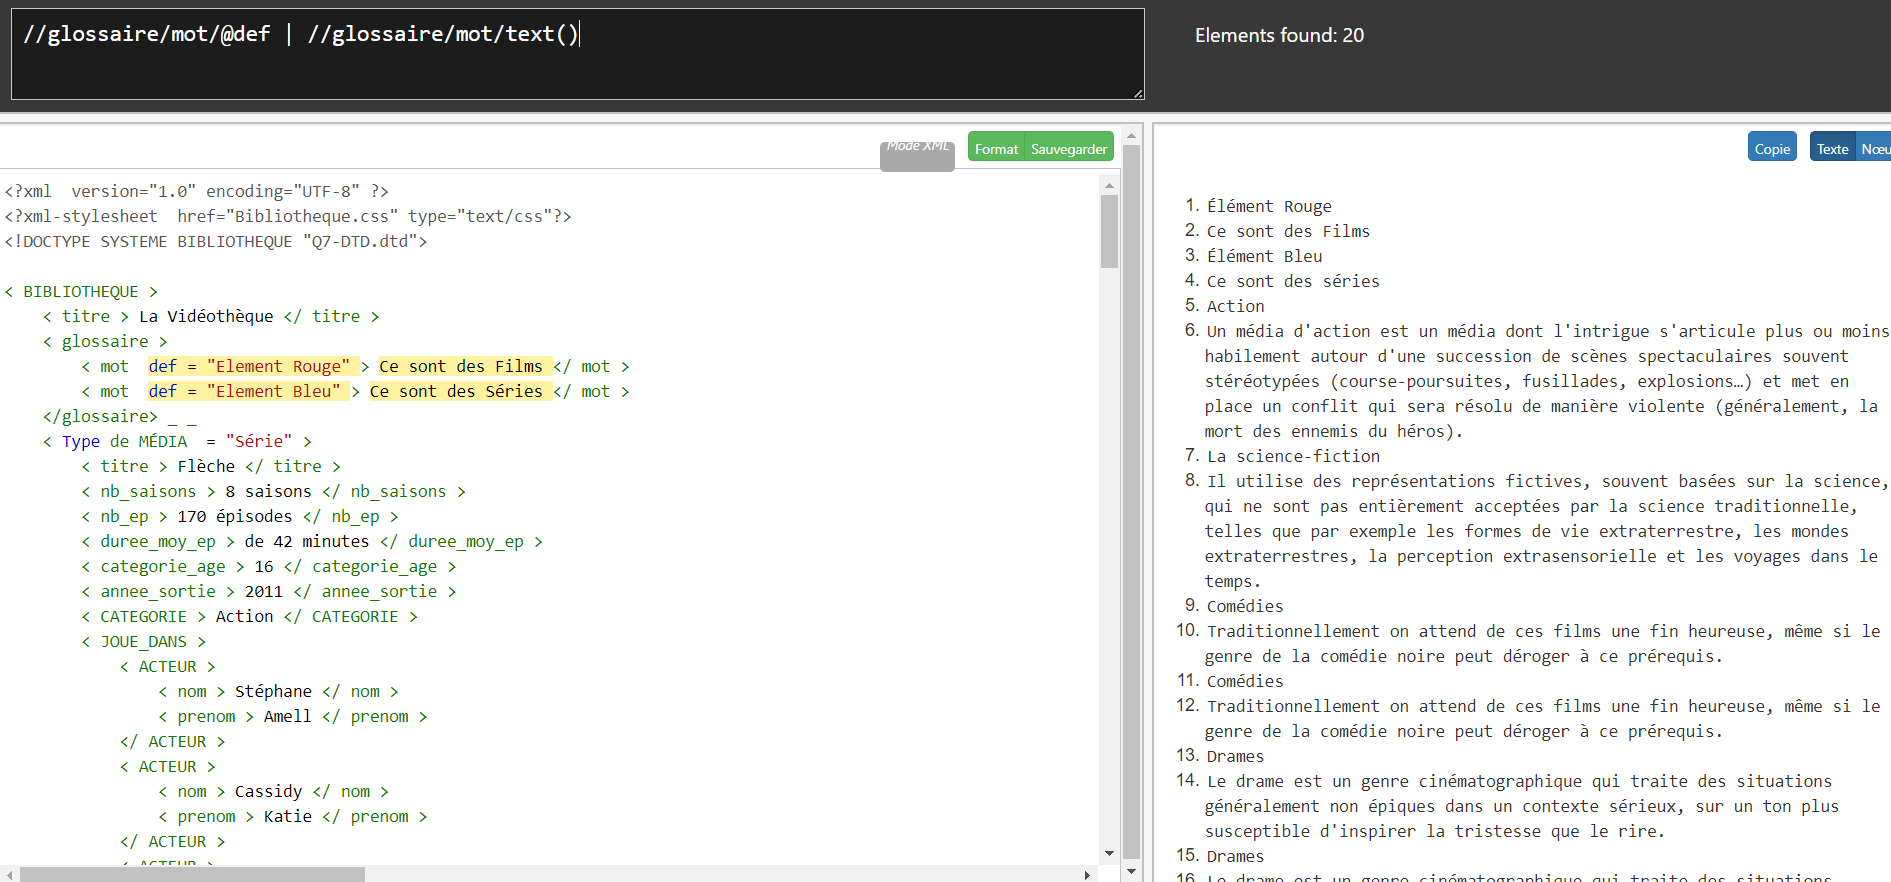 //glossaire/mot/@def | //glossaire/mot/text()
Elements found: 20
Mode XML
Format
Sauvegarder
Copie
Texte
Nœu
<?xml  version="1.0" encoding="UTF-8" ?>
<?xml-stylesheet  href="Bibliotheque.css" type="text/css"?>
<!DOCTYPE SYSTEME BIBLIOTHEQUE "Q7-DTD.dtd">
< BIBLIOTHEQUE >
< titre > La Vidéothèque </ titre >
< glossaire >
< mot  def = "Element Rouge" > Ce sont des Films </ mot >
< mot  def = "Element Bleu" > Ce sont des Séries </ mot >
</glossaire> _ _
< Type de MÉDIA  = "Série" >
< titre > Flèche </ titre >
< nb_saisons > 8 saisons </ nb_saisons >
< nb_ep > 170 épisodes </ nb_ep >
< duree_moy_ep > de 42 minutes </ duree_moy_ep >
< categorie_age > 16 </ categorie_age >
< annee_sortie > 2011 </ annee_sortie >
< CATEGORIE > Action </ CATEGORIE >
< JOUE_DANS >
< ACTEUR >
< nom > Stéphane </ nom >
< prenom > Amell </ prenom >
</ ACTEUR >
< ACTEUR >
< nom > Cassidy </ nom >
< prenom > Katie </ prenom >
</ ACTEUR >
< ACTEUR >
1. Élément Rouge
2. Ce sont des Films
3. Élément Bleu
4. Ce sont des séries
5. Action
6. Un média d'action est un média dont l'intrigue s'articule plus ou moins
habilement autour d'une succession de scènes spectaculaires souvent
stéréotypées (course-poursuites, fusillades, explosions…) et met en
place un conflit qui sera résolu de manière violente (généralement, la
mort des ennemis du héros).
7. La science-fiction
8. Il utilise des représentations fictives, souvent basées sur la science,
qui ne sont pas entièrement acceptées par la science traditionnelle,
telles que par exemple les formes de vie extraterrestre, les mondes
extraterrestres, la perception extrasensorielle et les voyages dans le
temps.
9. Comédies
10. Traditionnellement on attend de ces films une fin heureuse, même si le
genre de la comédie noire peut déroger à ce prérequis.
11. Comédies
12. Traditionnellement on attend de ces films une fin heureuse, même si le
genre de la comédie noire peut déroger à ce prérequis.
13. Drames
14. Le drame est un genre cinématographique qui traite des situations
généralement non épiques dans un contexte sérieux, sur un ton plus
susceptible d'inspirer la tristesse que le rire.
15. Drames
16. Le drame est un genre cinématographique qui traite des situations